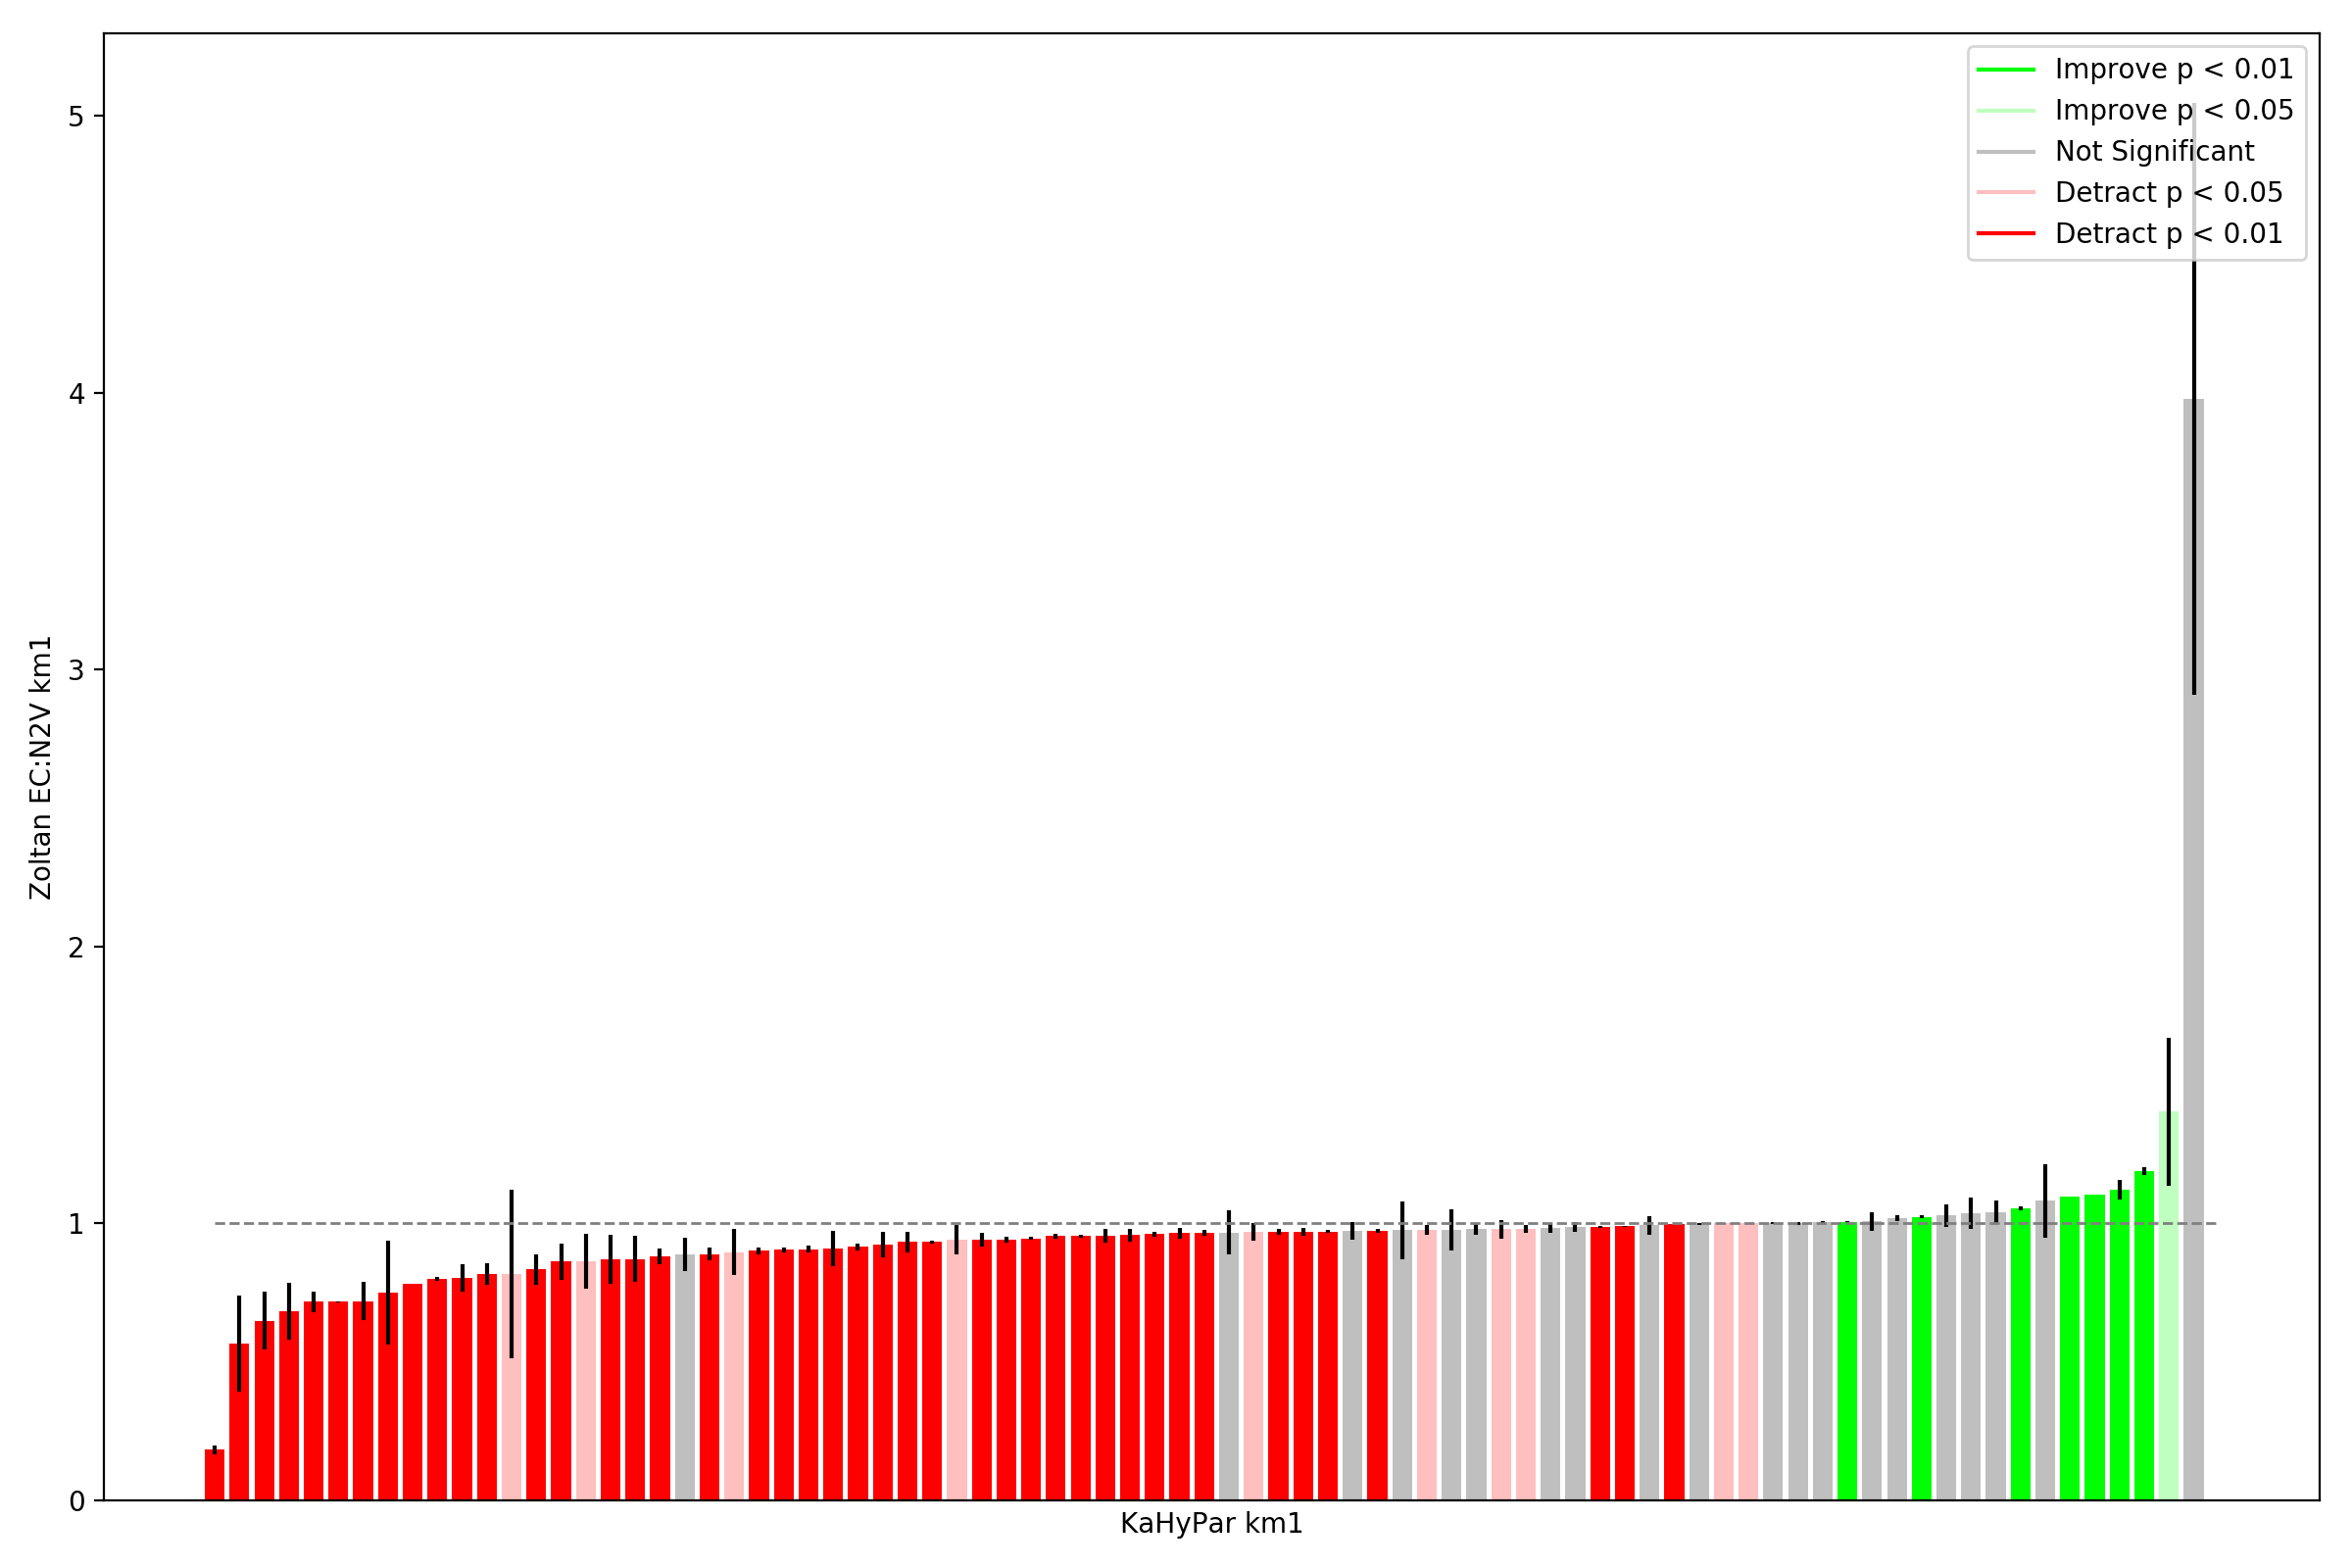 Improve p < 0.01
Improve p < 0.05
Not Significant
Detract p < 0.05
Detract p < 0.01
5
4
3
2
1
0
Zoltan EC:N2V km1
KaHyPar km1